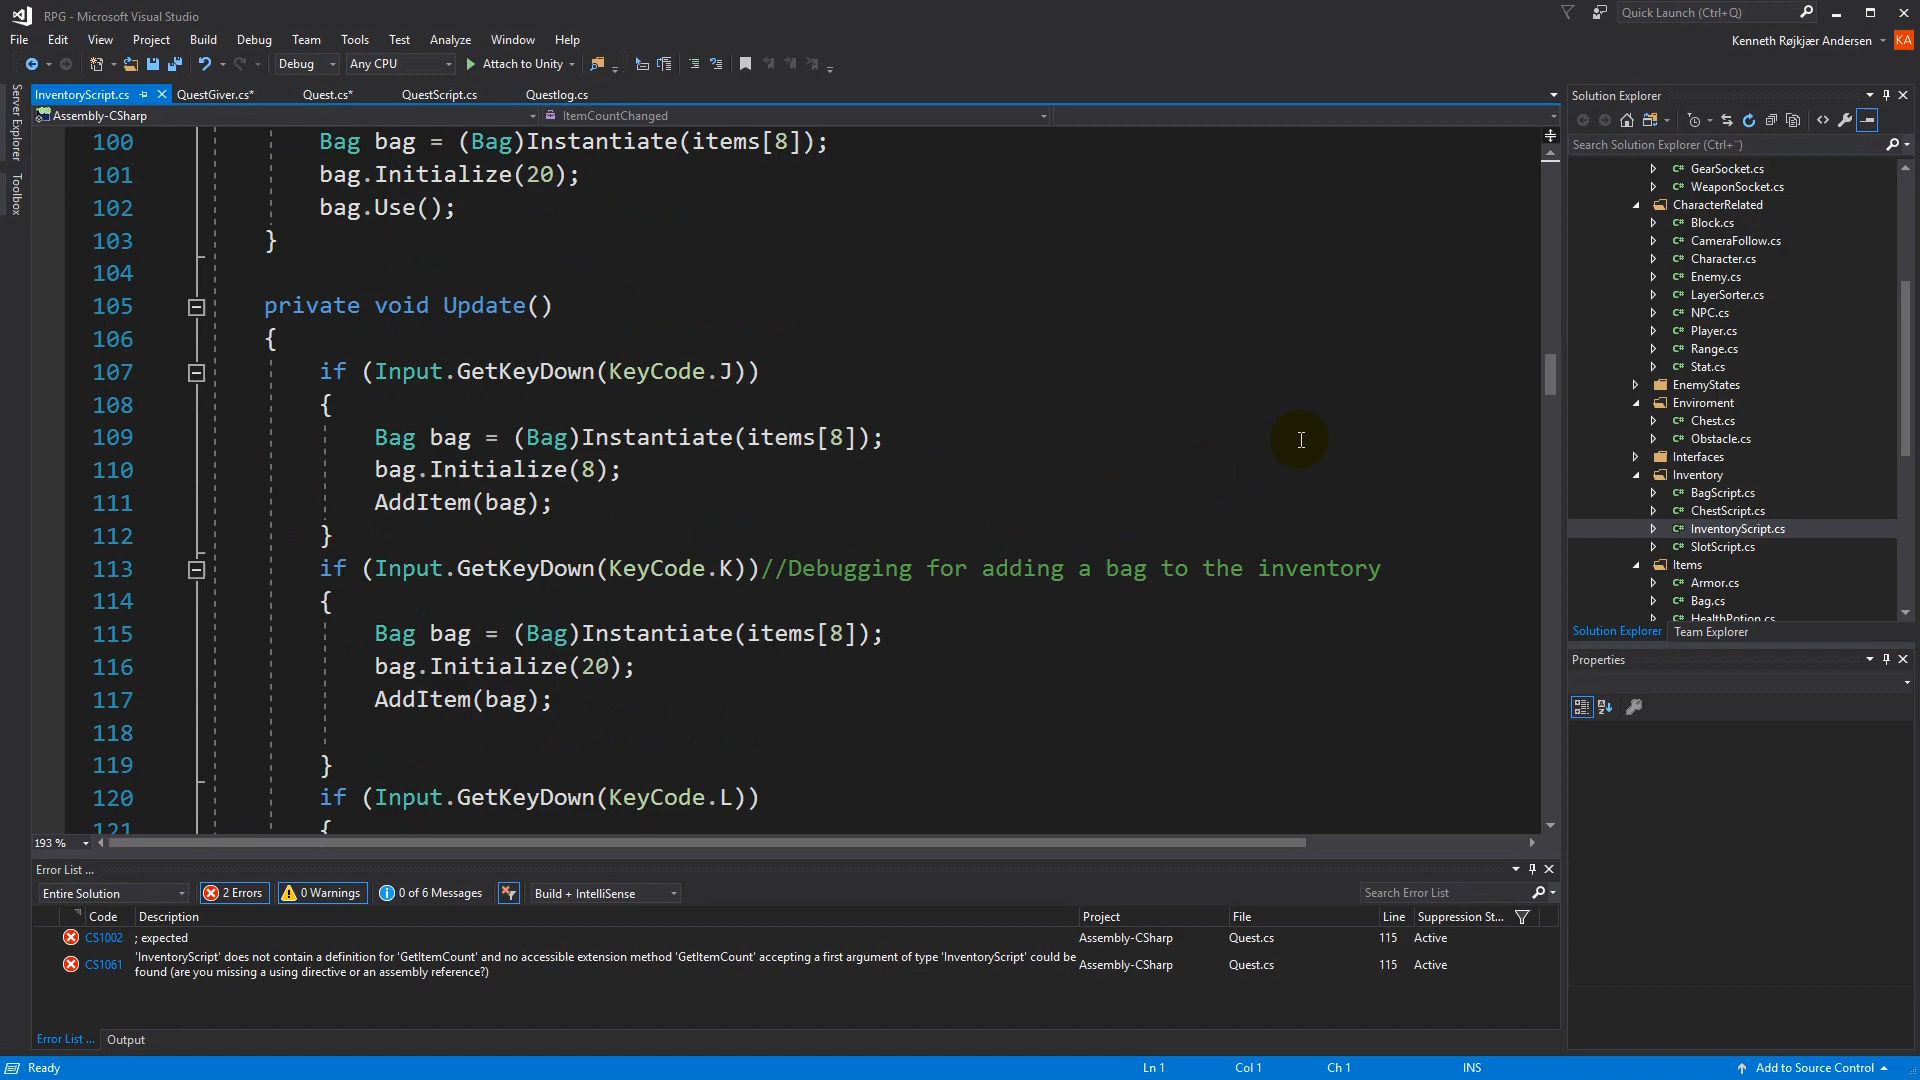 RPG - Microsoft Visual Studio
Quick Launch (Ctrl+Q)
File Edit View Project Build Debug Team Tools Test Analyze Window Help
Kenneth Røjkjær Andersen KA
Debug Any CPU Attach to Unity
Server Explorer
Toolbox
InventoryScript.cs QuestGiver.cs* Quest.cs* QuestScript.cs Questlog.cs
Assembly-CSharp ItemCountChanged
100 Bag bag = (Bag)Instantiate(items[8]);
101 bag.Initialize(20);
102 bag.Use();
103 }
104
105 private void Update()
106 {
107 if (Input.GetKeyDown(KeyCode.J))
108 {
109 Bag bag = (Bag)Instantiate(items[8]);
110 bag.Initialize(8);
111 AddItem(bag);
112 }
113 if (Input.GetKeyDown(KeyCode.K))//Debugging for adding a bag to the inventory
114 {
115 Bag bag = (Bag)Instantiate(items[8]);
116 bag.Initialize(20);
117 AddItem(bag);
118
119 }
120 if (Input.GetKeyDown(KeyCode.L))
121 {
193 %
Solution Explorer
Search Solution Explorer (Ctrl+¨)
GearSocket.cs
WeaponSocket.cs
CharacterRelated
Block.cs
CameraFollow.cs
Character.cs
Enemy.cs
LayerSorter.cs
NPC.cs
Player.cs
Range.cs
Stat.cs
EnemyStates
Enviroment
Chest.cs
Obstacle.cs
Interfaces
Inventory
BagScript.cs
ChestScript.cs
InventoryScript.cs
SlotScript.cs
Items
Armor.cs
Bag.cs
HealthPotion.cs
Solution Explorer Team Explorer
Properties
Error List ...
Entire Solution 2 Errors 0 Warnings 0 of 6 Messages Build + IntelliSense Search Error List
Code Description Project File Line Suppression St...
CS1002 ; expected Assembly-CSharp Quest.cs 115 Active
CS1061 'InventoryScript' does not contain a definition for 'GetItemCount' and no accessible extension method 'GetItemCount' accepting a first argument of type 'InventoryScript' could be Assembly-CSharp Quest.cs 115 Active
found (are you missing a using directive or an assembly reference?)
Error List ... Output
Ready Ln 1 Col 1 Ch 1 INS Add to Source Control